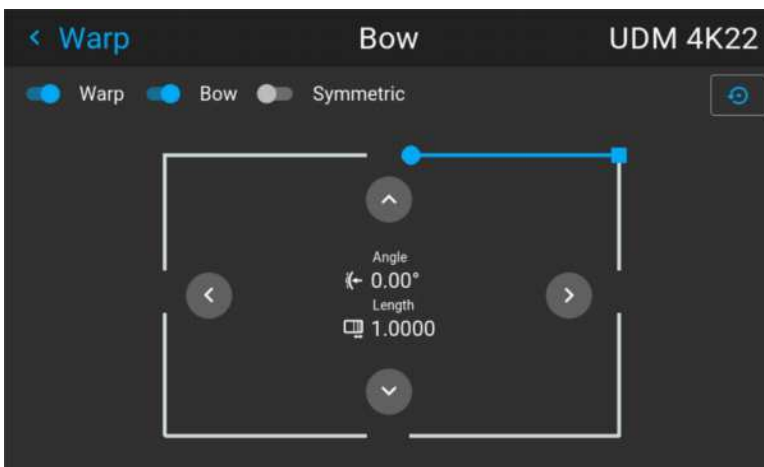 Warp Bow UDM 4K22
Warp Bow Symmetric
Angle
0.00°
Length
1.0000